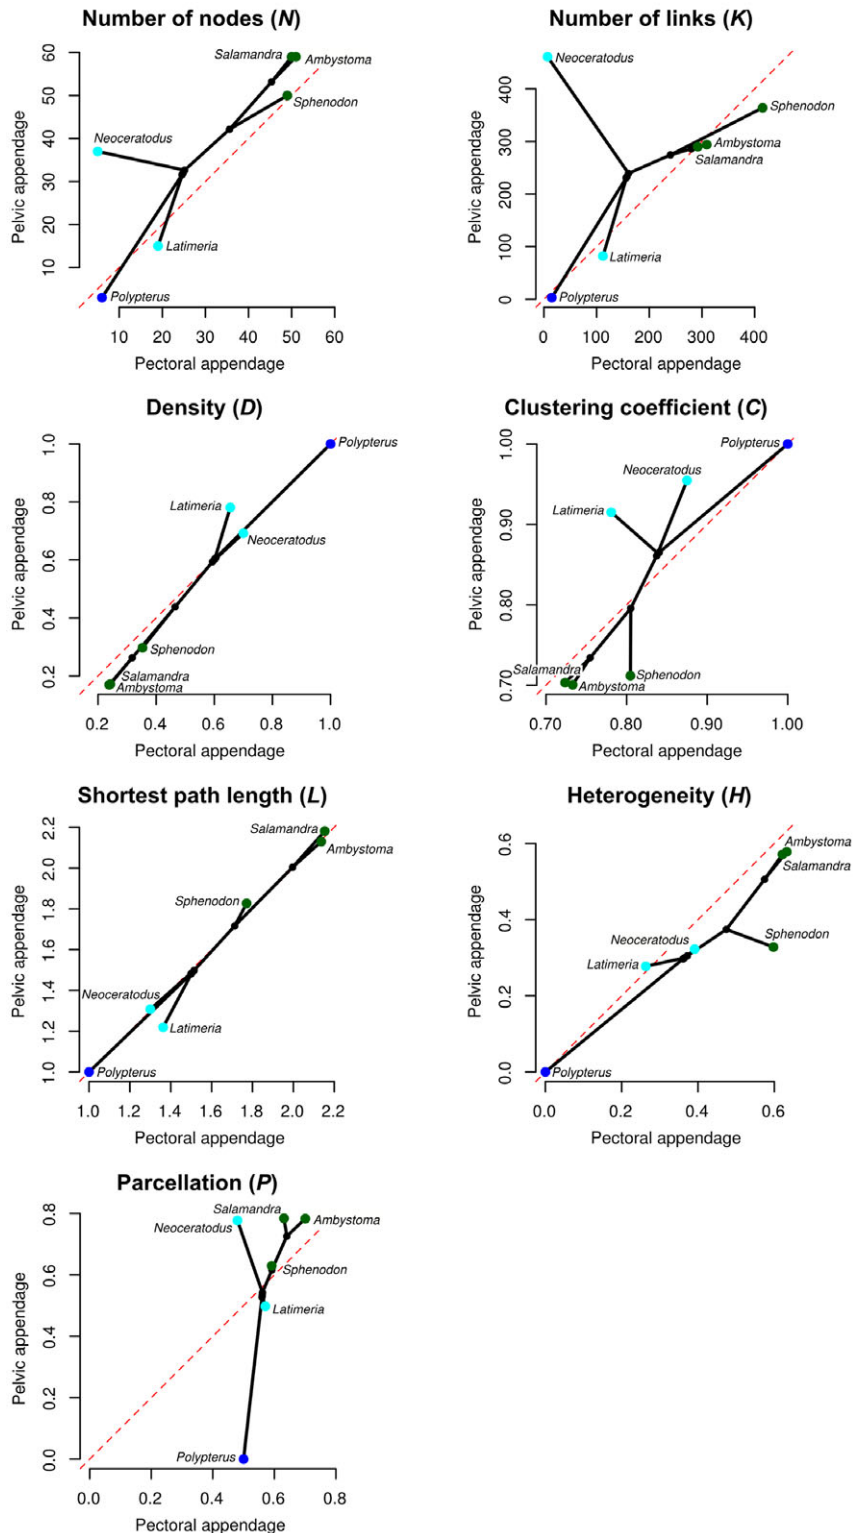 Number of nodes (N)
Pelvic appendage
60
50
40
30
20
10
Salamandra
Ambystoma
Sphenodon
Neoceratodus
Latimeria
Polypterus
10 20 30 40 50 60
Pectoral appendage
Number of links (K)
Pelvic appendage
400
300
200
100
0
Neoceratodus
Sphenodon
Ambystoma
Salamandra
Latimeria
Polypterus
0 100 200 300 400
Pectoral appendage
Density (D)
Pelvic appendage
1.0
0.8
0.6
0.4
0.2
Polypterus
Latimeria
Neoceratodus
Sphenodon
Salamandra
Ambystoma
0.2 0.4 0.6 0.8 1.0
Pectoral appendage
Clustering coefficient (C)
Pelvic appendage
1.00
0.90
0.80
0.70
Polypterus
Neoceratodus
Latimeria
Salamandra
Sphenodon
Ambystoma
0.70 0.80 0.90 1.00
Pectoral appendage
Shortest path length (L)
Pelvic appendage
2.2
2.0
1.8
1.6
1.4
1.2
1.0
Salamandra
Ambystoma
Sphenodon
Neoceratodus
Latimeria
Polypterus
1.0 1.2 1.4 1.6 1.8 2.0 2.2
Pectoral appendage
Heterogeneity (H)
Pelvic appendage
0.6
0.4
0.2
0.0
Ambystoma
Salamandra
Sphenodon
Neoceratodus
Latimeria
Polypterus
0.0 0.2 0.4 0.6
Pectoral appendage
Parcellation (P)
Pelvic appendage
0.8
0.6
0.4
0.2
0.0
Salamandra
Ambystoma
Neoceratodus
Sphenodon
Latimeria
Polypterus
0.0 0.2 0.4 0.6 0.8
Pectoral appendage